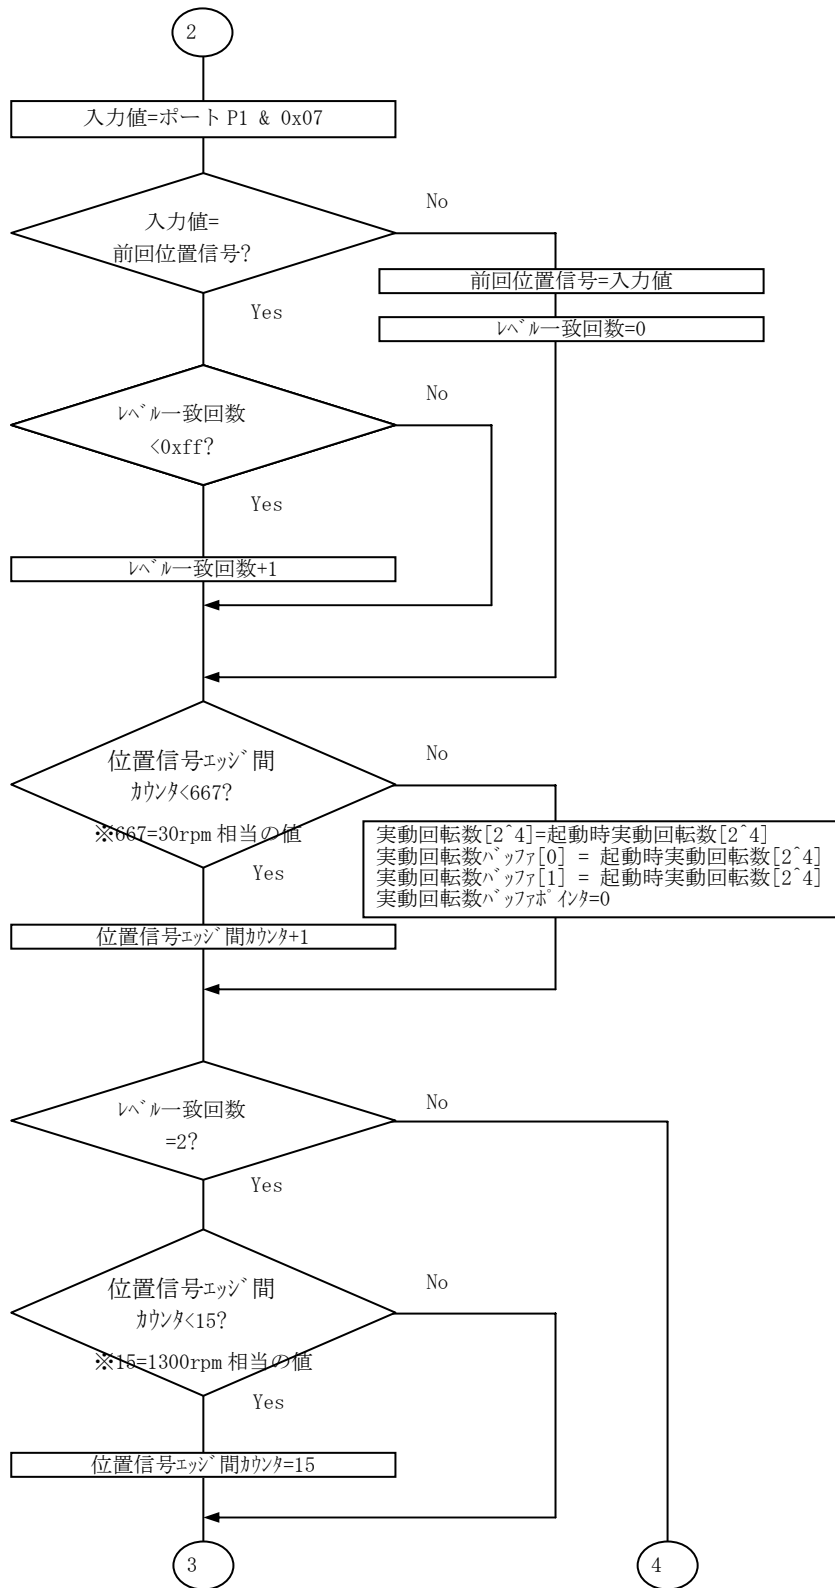 2
入力値=ポート P1 & 0x07
入力値=
前回位置信号?
No
前回位置信号=入力値
Yes
ﾚﾍﾞﾙ一致回数=0
ﾚﾍﾞﾙ一致回数
<0xff?
No
Yes
ﾚﾍﾞﾙ一致回数+1
位置信号ｴｯｼﾞ間
ｶｳﾝﾀ<667?
※667=30rpm 相当の値
No
Yes
実動回転数[2^4]=起動時実動回転数[2^4]
実動回転数ﾊﾞｯﾌｧ[0] = 起動時実動回転数[2^4]
実動回転数ﾊﾞｯﾌｧ[1] = 起動時実動回転数[2^4]
実動回転数ﾊﾞｯﾌｧﾎﾟｲﾝﾀ=0
位置信号ｴｯｼﾞ間ｶｳﾝﾀ+1
ﾚﾍﾞﾙ一致回数
=2?
No
Yes
位置信号ｴｯｼﾞ間
ｶｳﾝﾀ<15?
※15=1300rpm 相当の値
No
Yes
位置信号ｴｯｼﾞ間ｶｳﾝﾀ=15
3
4